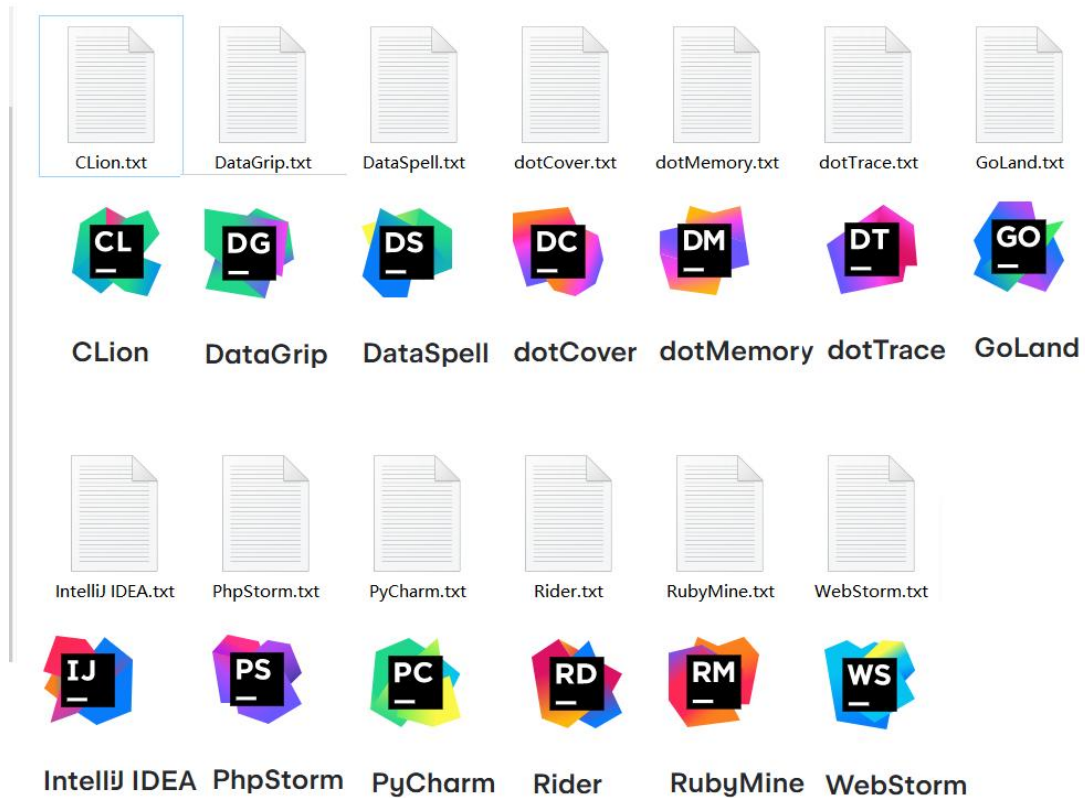 CLion.txt DataGrip.txt DataSpell.txt dotCover.txt dotMemory.txt dotTrace.txt GoLand.txt
CL DG DS DC DM DT GO
CLion DataGrip DataSpell dotCover dotMemory dotTrace GoLand
IntelliJ IDEA.txt PhpStorm.txt PyCharm.txt Rider.txt RubyMine.txt WebStorm.txt
IJ PS PC RD RM WS
IntelliJ IDEA PhpStorm PyCharm Rider RubyMine WebStorm